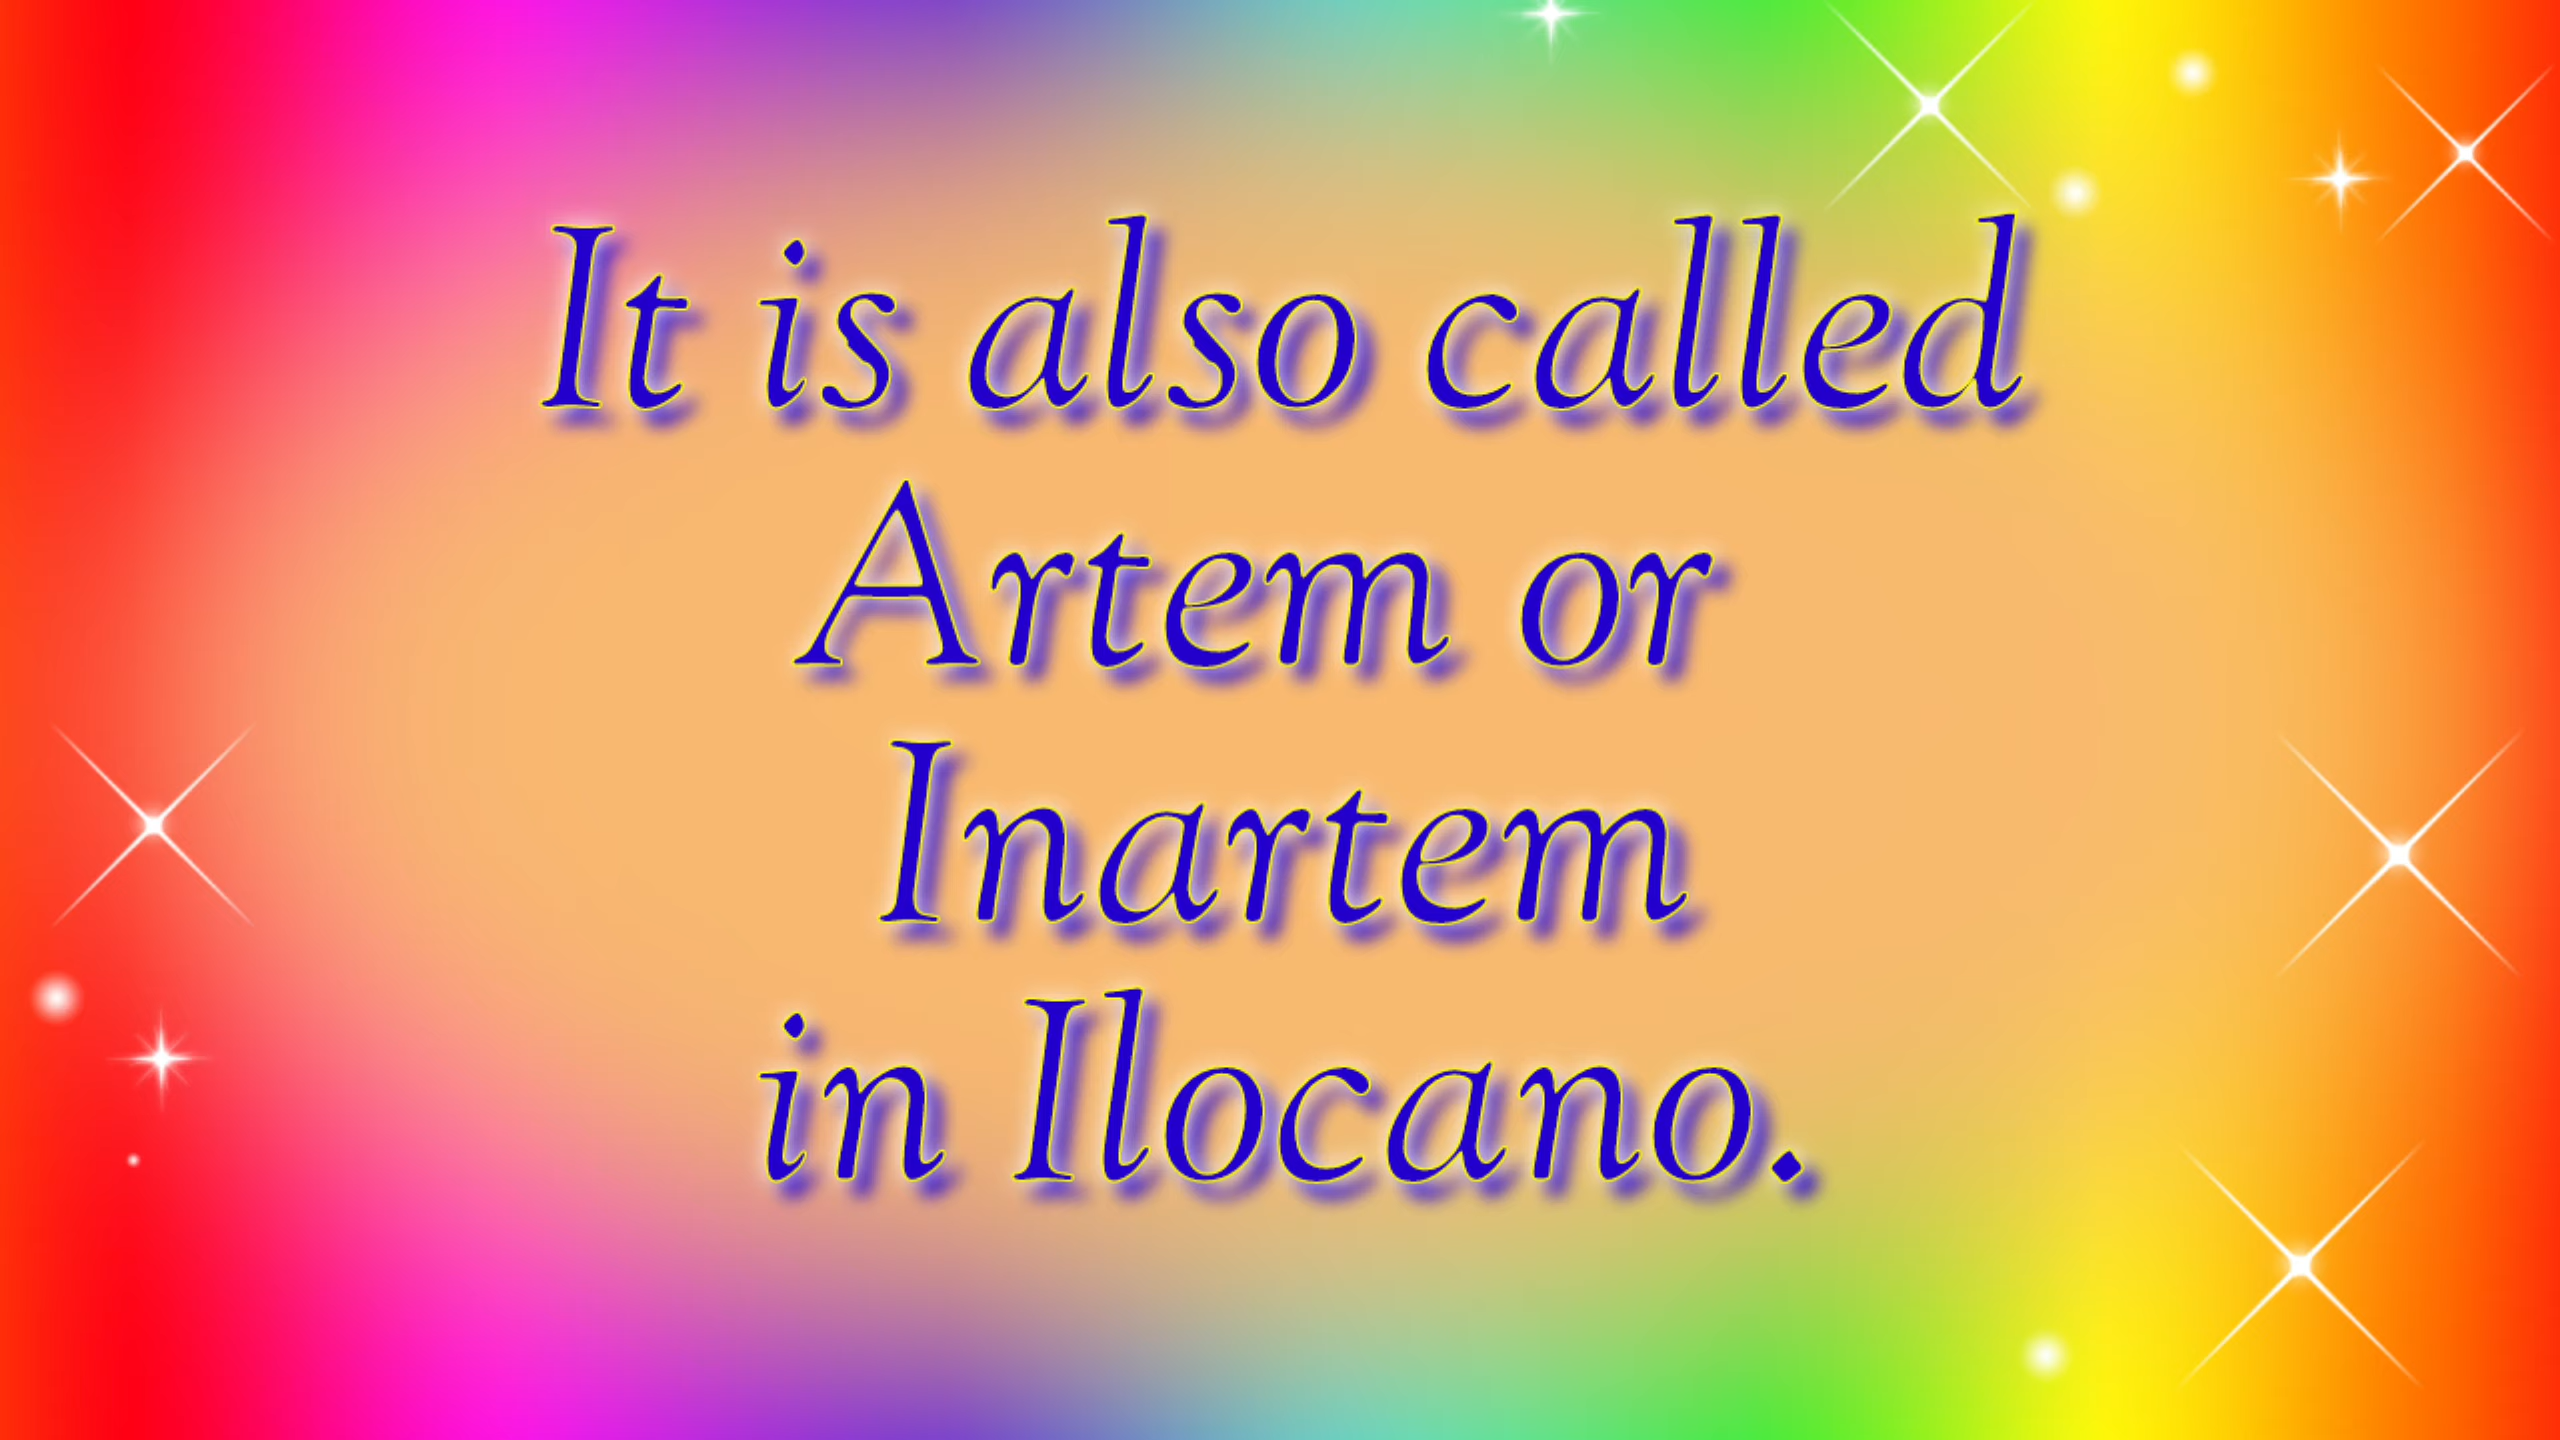 It is also called
Artem or
Inartem
in Ilocano.